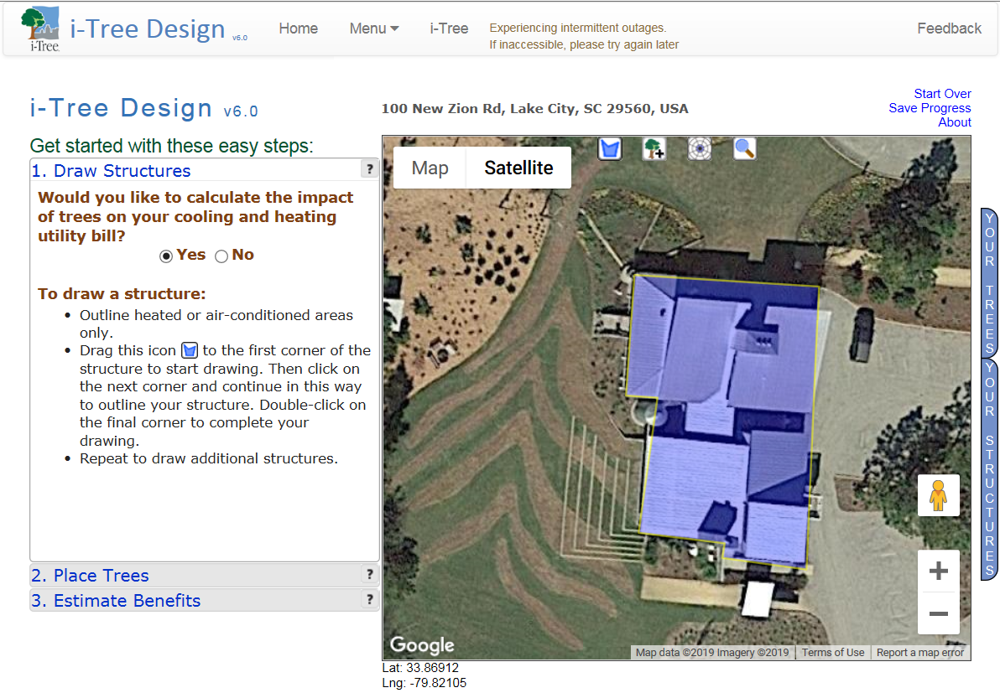 i-Tree Design v6.0
Home
Menu
i-Tree
Experiencing intermittent outages.
If inaccessible, please try again later
Feedback
i-Tree
i-Tree Design v6.0
100 New Zion Rd, Lake City, SC 29560, USA
Start Over
Save Progress
About
Get started with these easy steps:
1. Draw Structures
?
Would you like to calculate the impact
of trees on your cooling and heating
utility bill?
Yes No
To draw a structure:
• Outline heated or air-conditioned areas
only.
• Drag this icon to the first corner of the
structure to start drawing. Then click on
the next corner and continue in this way
to outline your structure. Double-click on
the final corner to complete your
drawing.
• Repeat to draw additional structures.
2. Place Trees
?
3. Estimate Benefits
?
Map
Satellite
YOUR TREES
YOUR STRUCTURES
Google
Map data ©2019 Imagery ©2019
Terms of Use
Report a map error
Lat: 33.86912
Lng: -79.82105